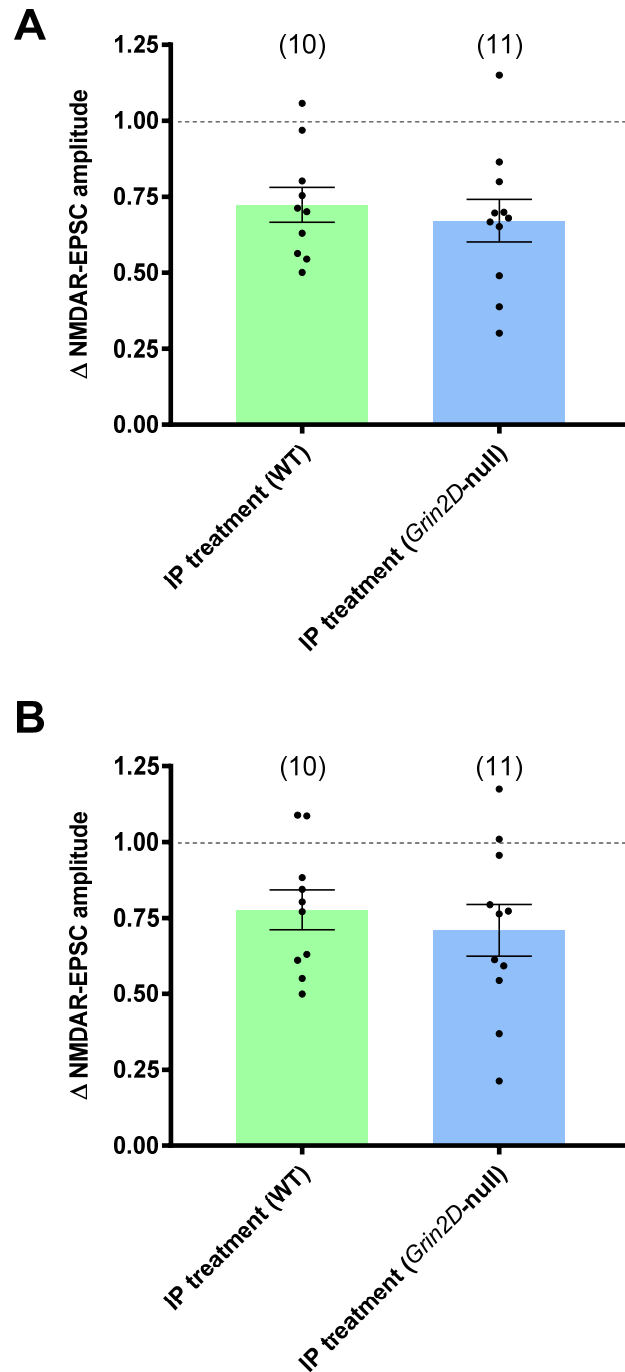 A
(10) (11)
1.25
1.00
0.75
0.50
0.25
0.00
Δ NMDAR-EPSC amplitude
IP treatment (WT)
IP treatment (Grin2D-null)
B
(10) (11)
1.25
1.00
0.75
0.50
0.25
0.00
Δ NMDAR-EPSC amplitude
IP treatment (WT)
IP treatment (Grin2D-null)